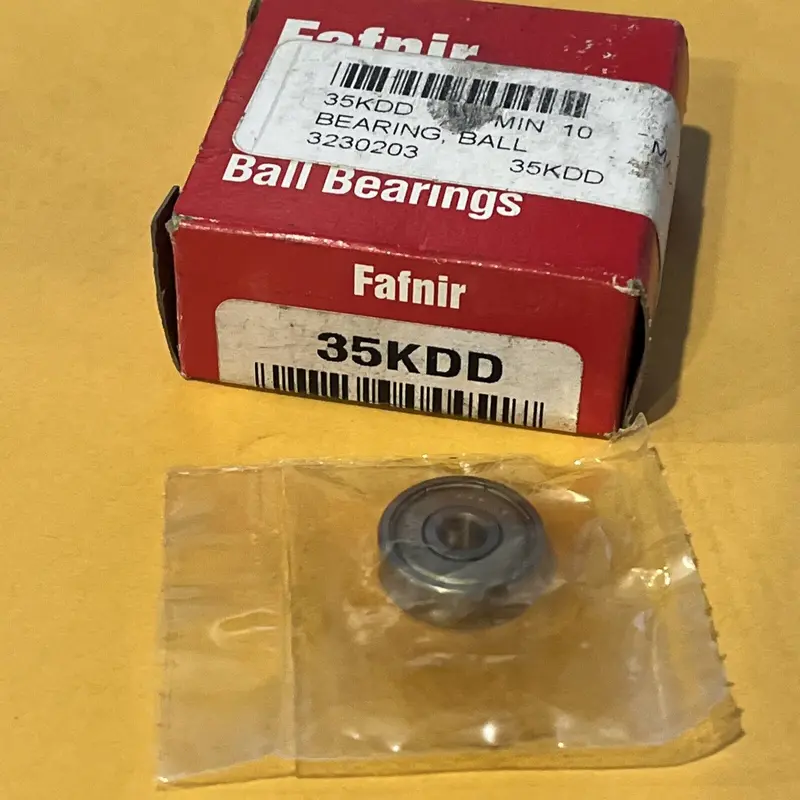 Fafnir
35KDD MIN 10 -M
BEARING, BALL
3230203 35KDD
Ball Bearings
Fafnir
35KDD